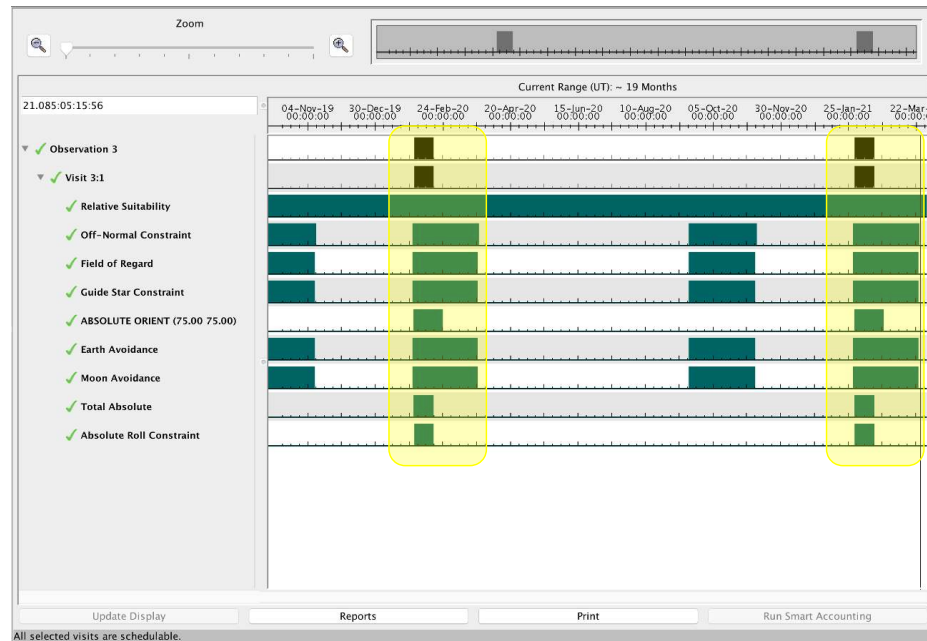 Zoom
Current Range (UT): ~ 19 Months
21.085:05:15:56
04-Nov-19 30-Dec-19 24-Feb-20 20-Apr-20 15-Jun-20 10-Aug-20 05-Oct-20 30-Nov-20 25-Jan-21 22-Mar-
00:00:00 00:00:00 00:00:00 00:00:00 00:00:00 00:00:00 00:00:00 00:00:00 00:00:00 00:00:
Observation 3
Visit 3:1
Relative Suitability
Off-Normal Constraint
Field of Regard
Guide Star Constraint
ABSOLUTE ORIENT (75.00 75.00)
Earth Avoidance
Moon Avoidance
Total Absolute
Absolute Roll Constraint
Update Display Reports Print Run Smart Accounting
All selected visits are schedulable.